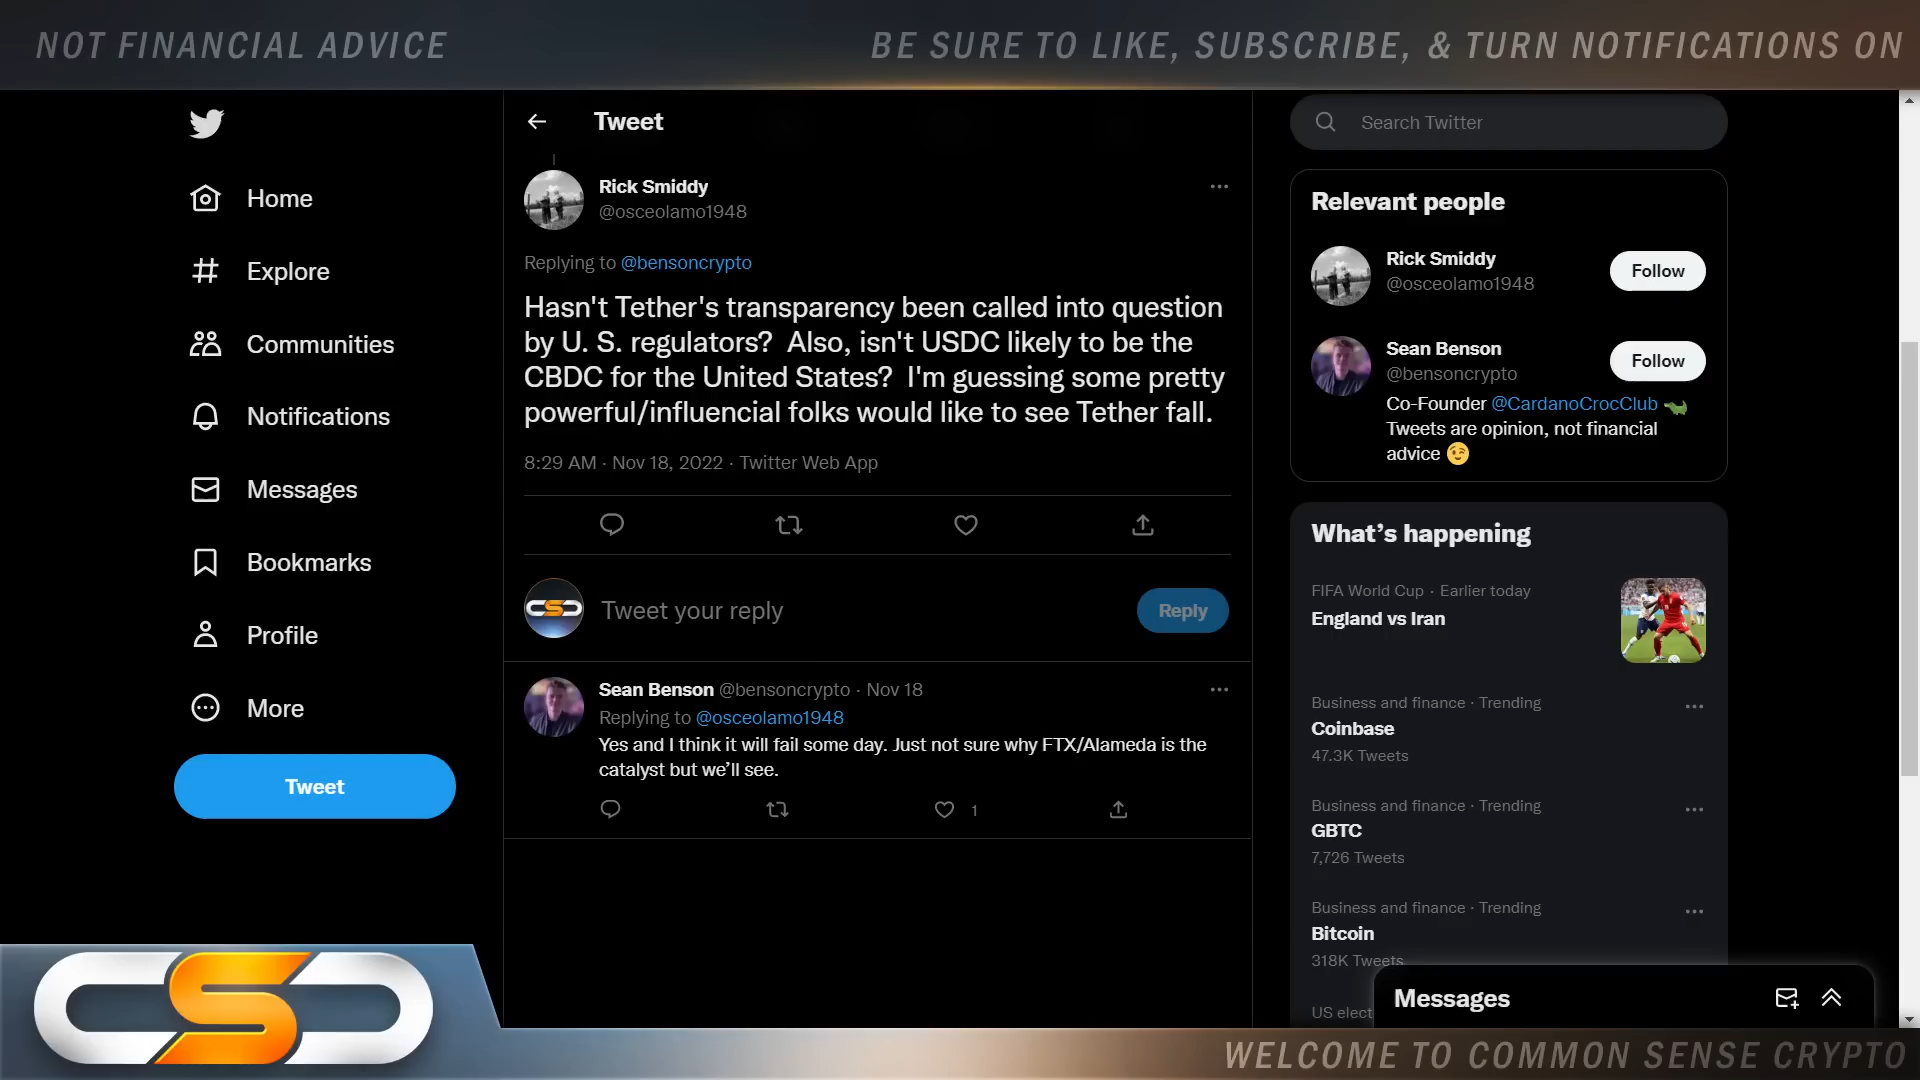 NOT FINANCIAL ADVICE
BE SURE TO LIKE, SUBSCRIBE, & TURN NOTIFICATIONS ON
Home
Explore
Communities
Notifications
Messages
Bookmarks
Profile
More
Tweet
Tweet
Rick Smiddy
@osceolamo1948
Replying to @bensoncrypto
Hasn't Tether's transparency been called into question
by U. S. regulators?  Also, isn't USDC likely to be the
CBDC for the United States?  I'm guessing some pretty
powerful/influencial folks would like to see Tether fall.
8:29 AM · Nov 18, 2022 · Twitter Web App
Tweet your reply
Reply
Sean Benson @bensoncrypto · Nov 18
Replying to @osceolamo1948
Yes and I think it will fail some day. Just not sure why FTX/Alameda is the
catalyst but we’ll see.
1
Search Twitter
Relevant people
Rick Smiddy
@osceolamo1948
Follow
Sean Benson
@bensoncrypto
Follow
Co-Founder @CardanoCrocClub 🐊
Tweets are opinion, not financial
advice 😉
What’s happening
FIFA World Cup · Earlier today
England vs Iran
Business and finance · Trending
Coinbase
47.3K Tweets
Business and finance · Trending
GBTC
7,726 Tweets
Business and finance · Trending
Bitcoin
318K Tweets
US elect
Messages
CSC
WELCOME TO COMMON SENSE CRYPTO